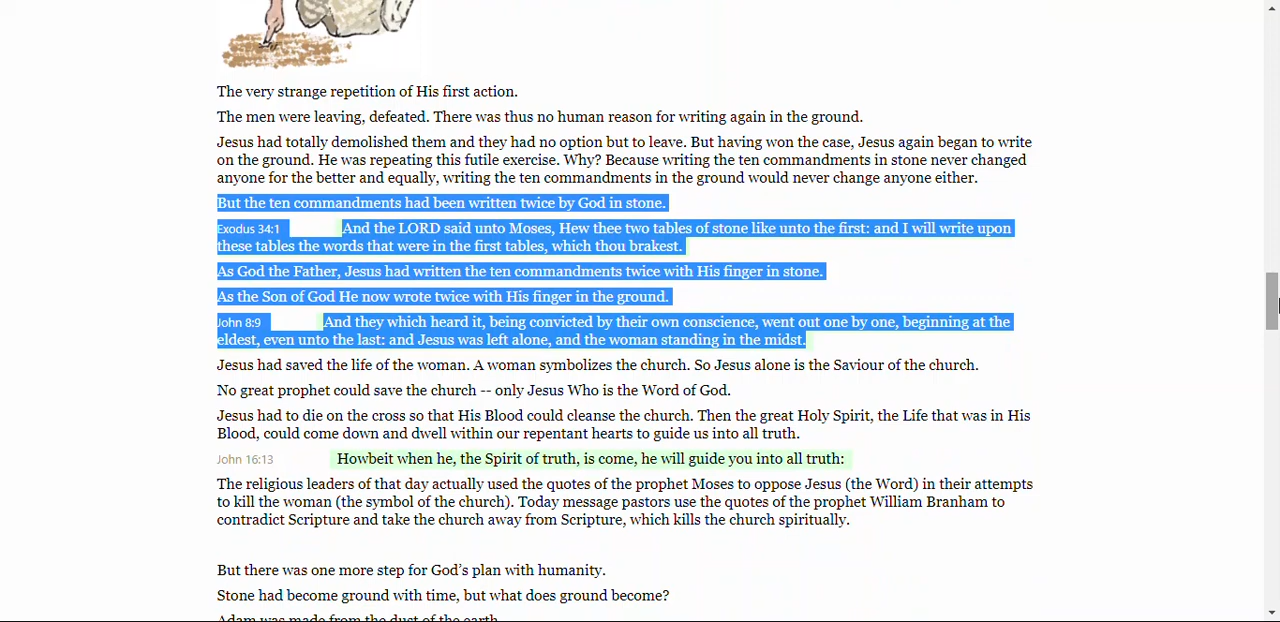 The very strange repetition of His first action.
The men were leaving, defeated. There was thus no human reason for writing again in the ground.
Jesus had totally demolished them and they had no option but to leave. But having won the case, Jesus again began to write
on the ground. He was repeating this futile exercise. Why? Because writing the ten commandments in stone never changed
anyone for the better and equally, writing the ten commandments in the ground would never change anyone either.
But the ten commandments had been written twice by God in stone.
Exodus 34:1 And the LORD said unto Moses, Hew thee two tables of stone like unto the first: and I will write upon
these tables the words that were in the first tables, which thou brakest.
As God the Father, Jesus had written the ten commandments twice with His finger in stone.
As the Son of God He now wrote twice with His finger in the ground.
John 8:9 And they which heard it, being convicted by their own conscience, went out one by one, beginning at the
eldest, even unto the last: and Jesus was left alone, and the woman standing in the midst.
Jesus had saved the life of the woman. A woman symbolizes the church. So Jesus alone is the Saviour of the church.
No great prophet could save the church -- only Jesus Who is the Word of God.
Jesus had to die on the cross so that His Blood could cleanse the church. Then the great Holy Spirit, the Life that was in His
Blood, could come down and dwell within our repentant hearts to guide us into all truth.
John 16:13 Howbeit when he, the Spirit of truth, is come, he will guide you into all truth:
The religious leaders of that day actually used the quotes of the prophet Moses to oppose Jesus (the Word) in their attempts
to kill the woman (the symbol of the church). Today message pastors use the quotes of the prophet William Branham to
contradict Scripture and take the church away from Scripture, which kills the church spiritually.
But there was one more step for God's plan with humanity.
Stone had become ground with time, but what does ground become?
Adam was made from the dust of the earth